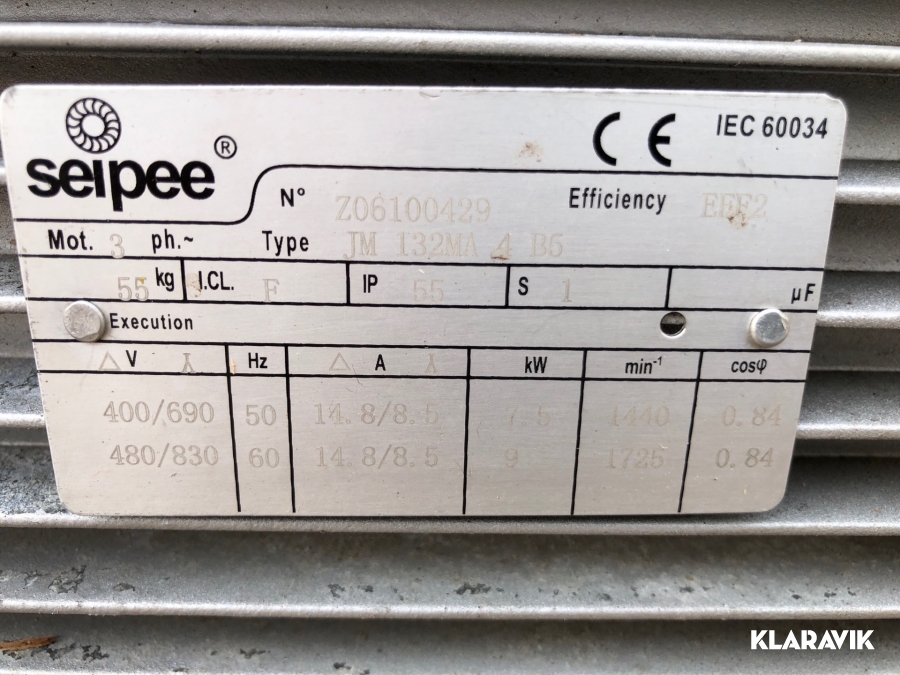 seipee®
CE IEC 60034
N° Z06100429 Efficiency EFF2
Mot. 3 ph.~ Type JM 132MA 4 B5
55 kg I.CL. F IP 55 S 1 µF
Execution
△ V Y Hz △ A Y kW min⁻¹ cosφ
400/690 50 14.8/8.5 7.5 1440 0.84
480/830 60 14.8/8.5 9 1725 0.84
KLARAVIK